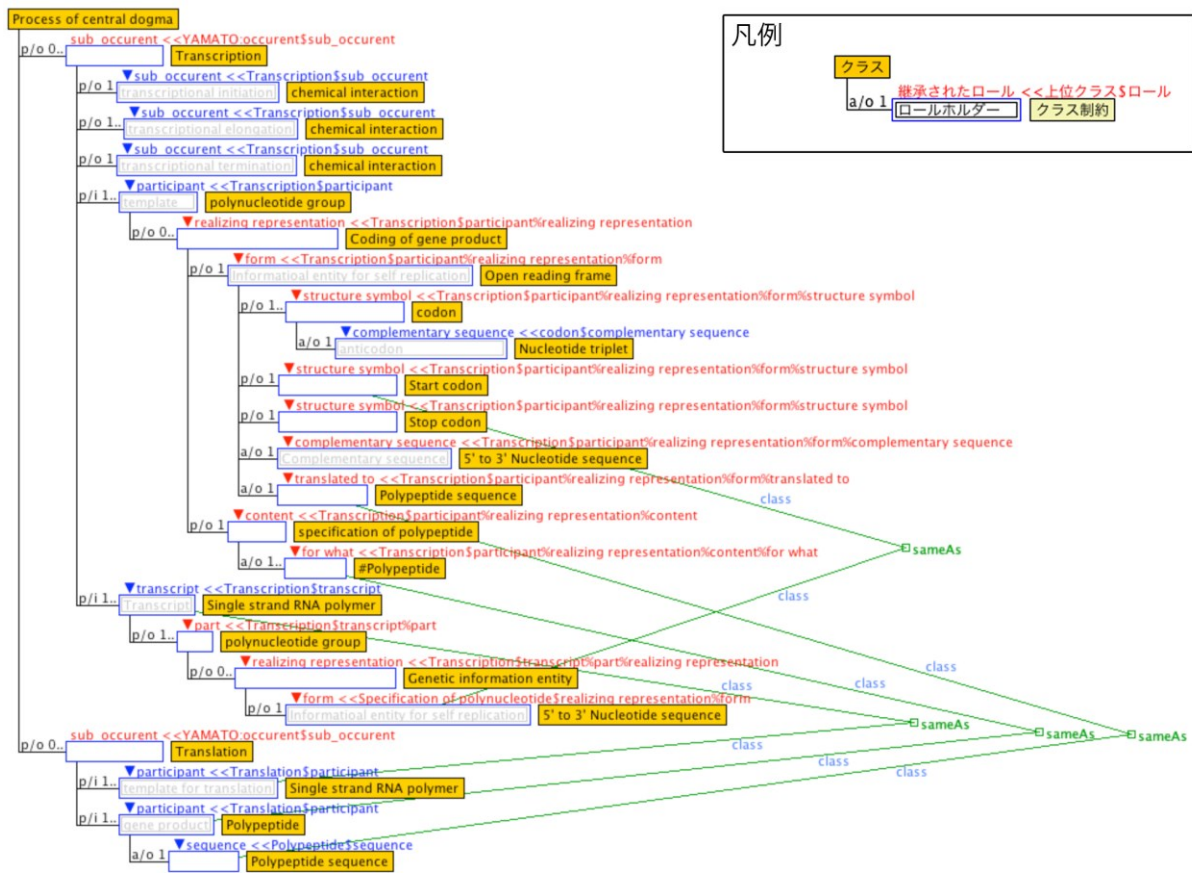 Process of central dogma
sub_occurent <<YAMATO:occurent$sub_occurent
p/o 0.. Transcription
▼sub_occurent <<Transcription$sub_occurent
p/o 1 transcriptional initiation chemical interaction
▼sub_occurent <<Transcription$sub_occurent
p/o 1.. transcriptional elongation chemical interaction
▼sub_occurent <<Transcription$sub_occurent
p/o 1 transcriptional termination chemical interaction
▼participant <<Transcription$participant
p/i 1.. template polynucleotide group
▼realizing representation <<Transcription$participant%realizing representation
p/o 0.. Coding of gene product
▼form <<Transcription$participant%realizing representation%form
p/o 1 Informatioal entity for self replication Open reading frame
▼structure symbol <<Transcription$participant%realizing representation%form%structure symbol
p/o 1.. codon
▼complementary sequence <<codon$complementary sequence
a/o 1 anticodon Nucleotide triplet
▼structure symbol <<Transcription$participant%realizing representation%form%structure symbol
p/o 1 Start codon
▼structure symbol <<Transcription$participant%realizing representation%form%structure symbol
p/o 1 Stop codon
▼complementary sequence <<Transcription$participant%realizing representation%form%complementary sequence
a/o 1 Complementary sequence 5' to 3' Nucleotide sequence
▼translated to <<Transcription$participant%realizing representation%form%translated to
a/o 1 Polypeptide sequence
class
▼content <<Transcription$participant%realizing representation%content
p/o 1 specification of polypeptide
▼for what <<Transcription$participant%realizing representation%content%for what
sameAs
a/o 1.. #Polypeptide
▼transcript <<Transcription$transcript
class
p/i 1.. Transcript Single strand RNA polymer
▼part <<Transcription$transcript%part
p/o 1.. polynucleotide group
▼realizing representation <<Transcription$transcript%part%realizing representation
class
p/o 0.. Genetic information entity
class
class
▼form <<Specification of polynucleotide$realizing representation%form
p/o 1 Informatioal entity for self replication 5' to 3' Nucleotide sequence
sameAs
sameAs
sameAs
sub_occurent <<YAMATO:occurent$sub_occurent
p/o 0.. Translation
class
▼participant <<Translation$participant
class
class
p/i 1.. template for translation Single strand RNA polymer
▼participant <<Translation$participant
p/i 1.. gene product Polypeptide
▼sequence <<Polypeptide$sequence
a/o 1 Polypeptide sequence
凡例
クラス
継承されたロール <<上位クラス$ロール
a/o 1 ロールホルダー クラス制約